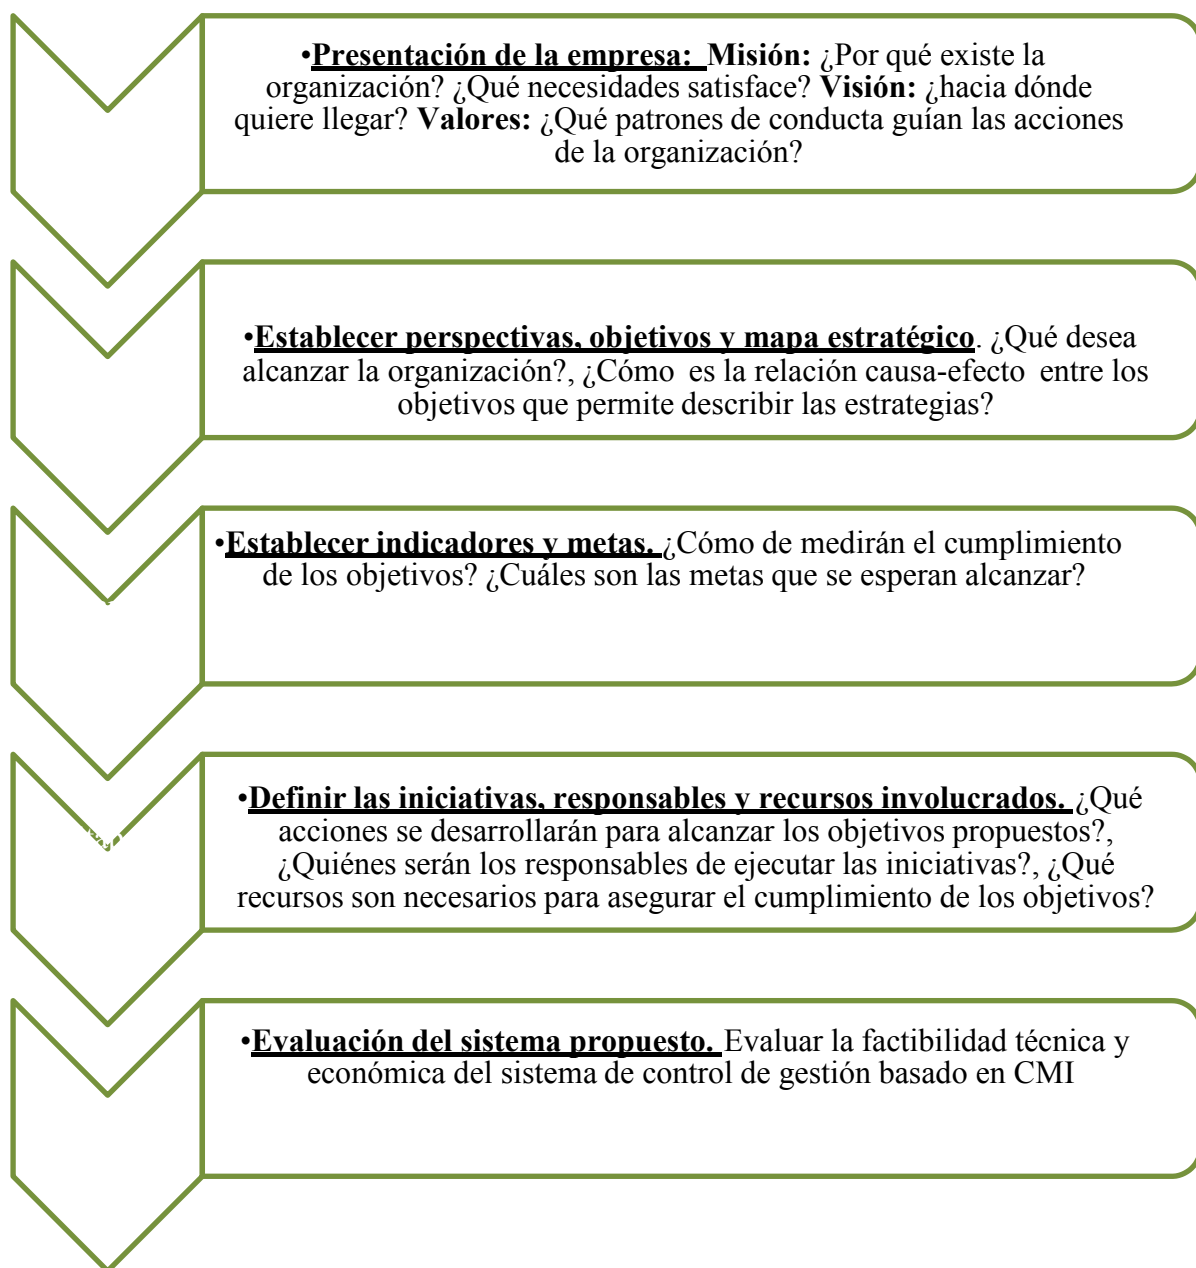 •Presentación de la empresa: Misión: ¿Por qué existe la
organización? ¿Qué necesidades satisface? Visión: ¿hacia dónde
quiere llegar? Valores: ¿Qué patrones de conducta guían las acciones
de la organización?
•Establecer perspectivas, objetivos y mapa estratégico. ¿Qué desea
alcanzar la organización?, ¿Cómo es la relación causa-efecto entre los
objetivos que permite describir las estrategias?
•Establecer indicadores y metas. ¿Cómo de medirán el cumplimiento
de los objetivos? ¿Cuáles son las metas que se esperan alcanzar?
•Definir las iniciativas, responsables y recursos involucrados. ¿Qué
acciones se desarrollarán para alcanzar los objetivos propuestos?,
¿Quiénes serán los responsables de ejecutar las iniciativas?, ¿Qué
recursos son necesarios para asegurar el cumplimiento de los objetivos?
•Evaluación del sistema propuesto. Evaluar la factibilidad técnica y
económica del sistema de control de gestión basado en CMI